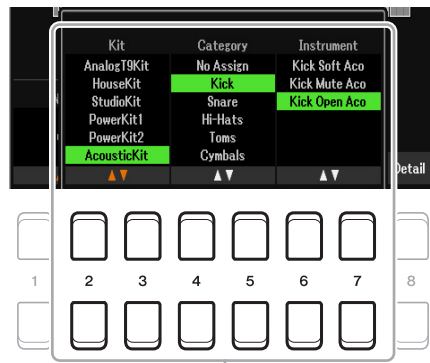 Kit Category Instrument
AnalogT9Kit No Assign Kick Soft Aco
HouseKit Kick Kick Mute Aco
StudioKit Snare Kick Open Aco
PowerKit1 Hi-Hats
PowerKit2 Toms
AcousticKit Cymbals
Detail
1 2 3 4 5 6 7 8